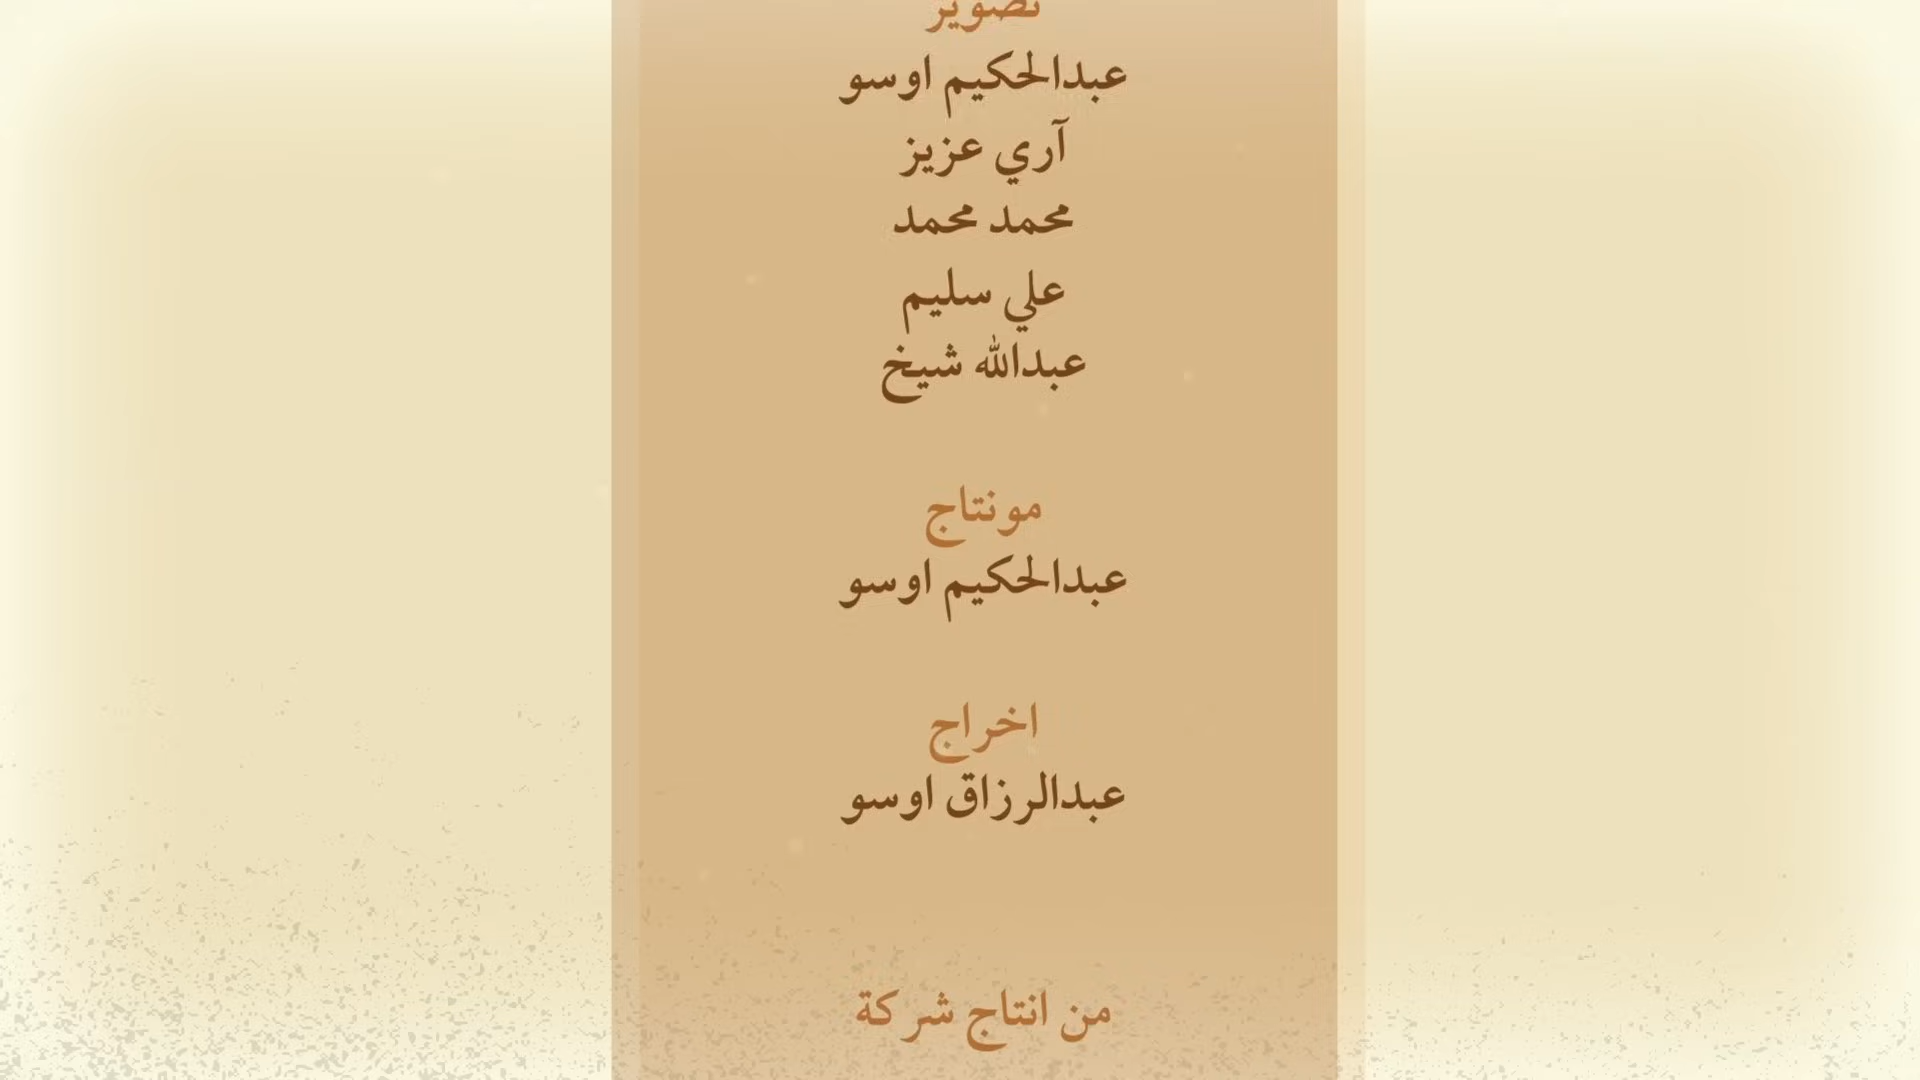 تصوير
عبدالحكيم اوسو
آري عزيز
محمد محمد
علي سليم
عبدالله شيخ
مونتاج
عبدالحكيم اوسو
اخراج
عبدالرزاق اوسو
من انتاج شركة